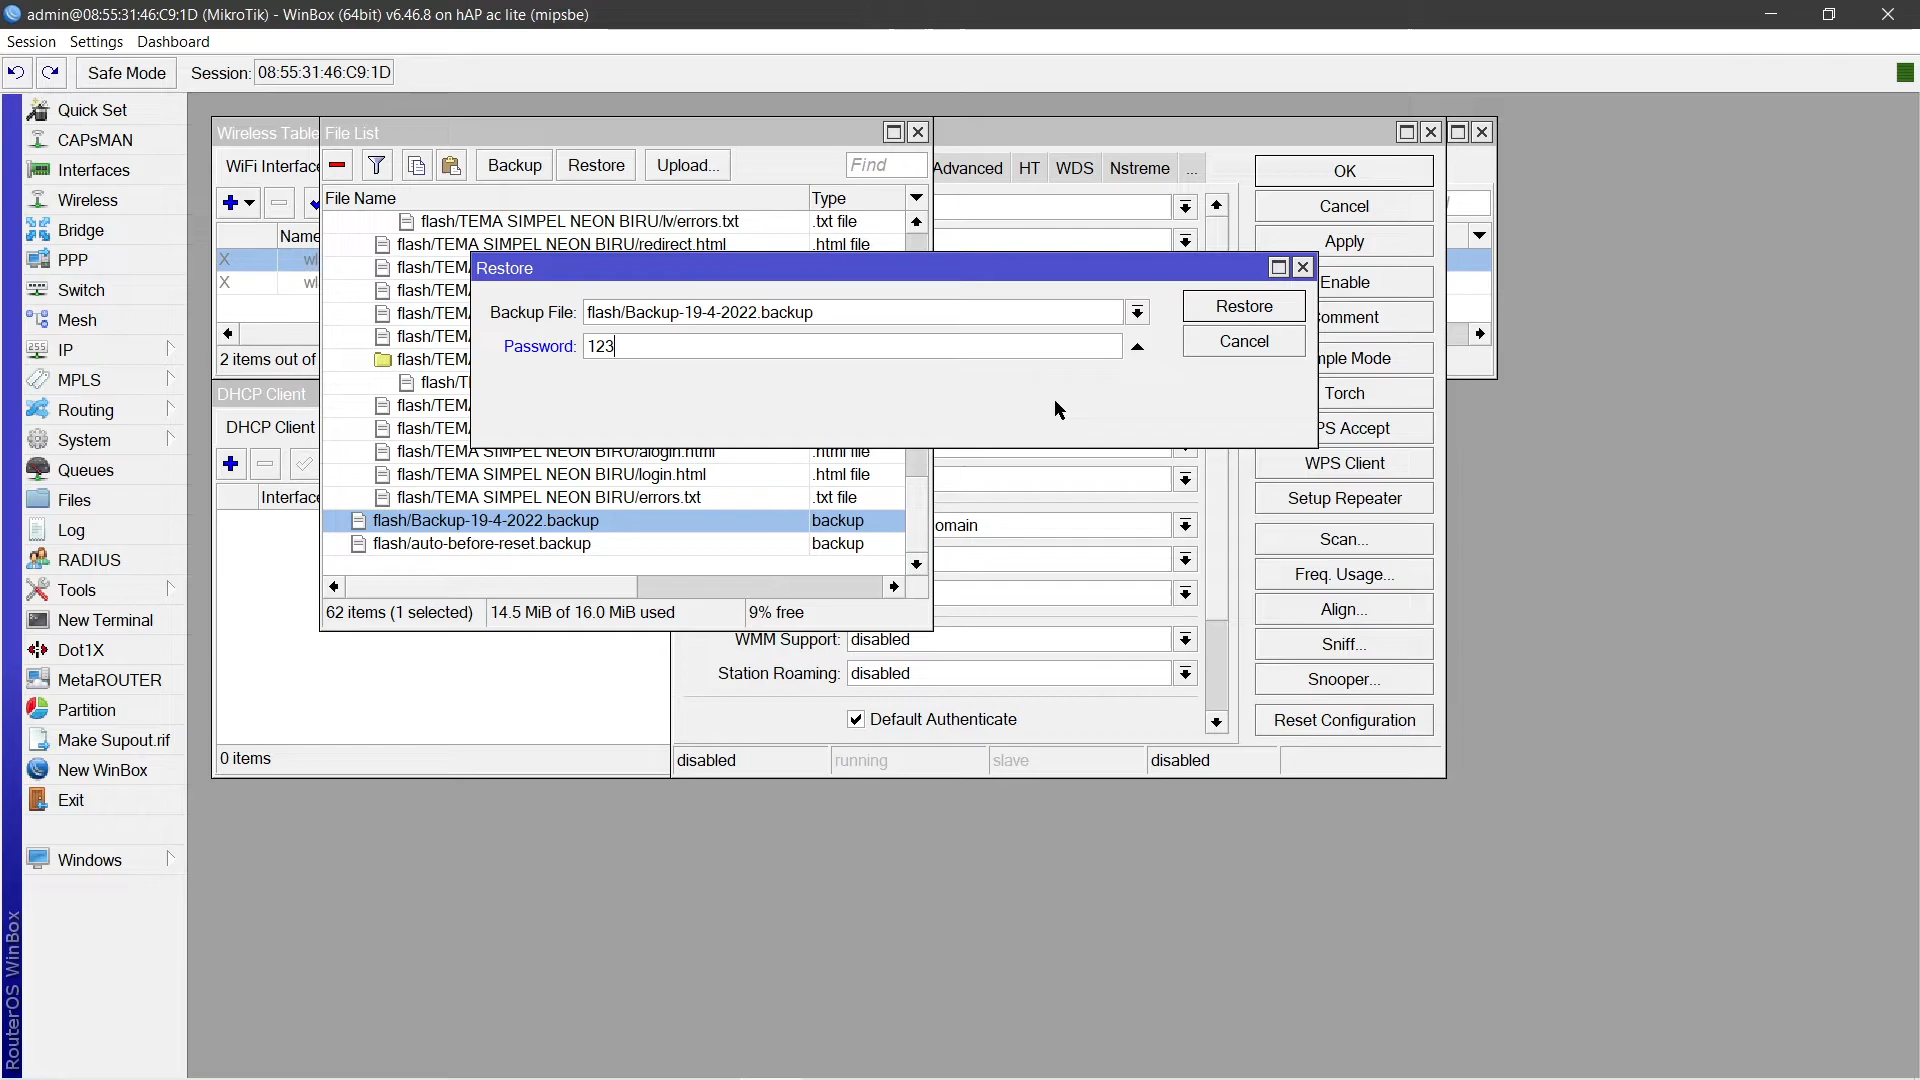 admin@08:55:31:46:C9:1D (MikroTik) - WinBox (64bit) v6.46.8 on hAP ac lite (mipsbe)
Session Settings Dashboard
Safe Mode Session: 08:55:31:46:C9:1D
Quick Set
CAPsMAN
Interfaces
Wireless
Bridge
PPP
Switch
Mesh
IP
MPLS
Routing
System
Queues
Files
Log
RADIUS
Tools
New Terminal
Dot1X
MetaROUTER
Partition
Make Supout.rif
New WinBox
Exit
Windows
RouterOS WinBox
Wireless Table
WiFi Interface
Name
X wl
X wl
2 items out of
DHCP Client
DHCP Client
Interface
0 items
File List
Backup Restore Upload... Find
File Name Type
flash/TEMA SIMPEL NEON BIRU/lv/errors.txt .txt file
flash/TEMA SIMPEL NEON BIRU/redirect.html .html file
flash/TEMA
flash/TEMA
flash/TEMA
flash/TEMA
flash/TEMA
flash/T
flash/TEMA
flash/TEMA
flash/TEMA SIMPEL NEON BIRU/alogin.html .html file
flash/TEMA SIMPEL NEON BIRU/login.html .html file
flash/TEMA SIMPEL NEON BIRU/errors.txt .txt file
flash/Backup-19-4-2022.backup backup
flash/auto-before-reset.backup backup
62 items (1 selected) 14.5 MiB of 16.0 MiB used 9% free
Restore
Backup File: flash/Backup-19-4-2022.backup
Password: 123
Restore
Cancel
Advanced HT WDS Nstreme ...
omain
WMM Support: disabled
Station Roaming: disabled
Default Authenticate
disabled running slave disabled
OK
Cancel
Apply
Enable
omment
mple Mode
Torch
PS Accept
WPS Client
Setup Repeater
Scan...
Freq. Usage...
Align...
Sniff...
Snooper...
Reset Configuration